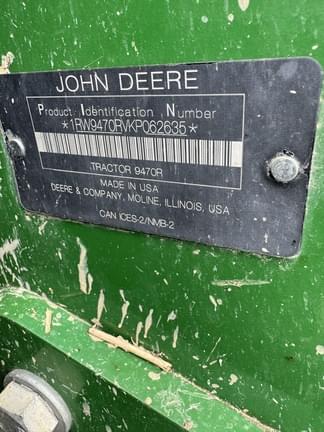 JOHN DEERE
Product Identification Number
*1RW9470RVKP062635*
TRACTOR 9470R
MADE IN USA
DEERE & COMPANY, MOLINE, ILLINOIS, USA
CAN ICES-2/NMB-2